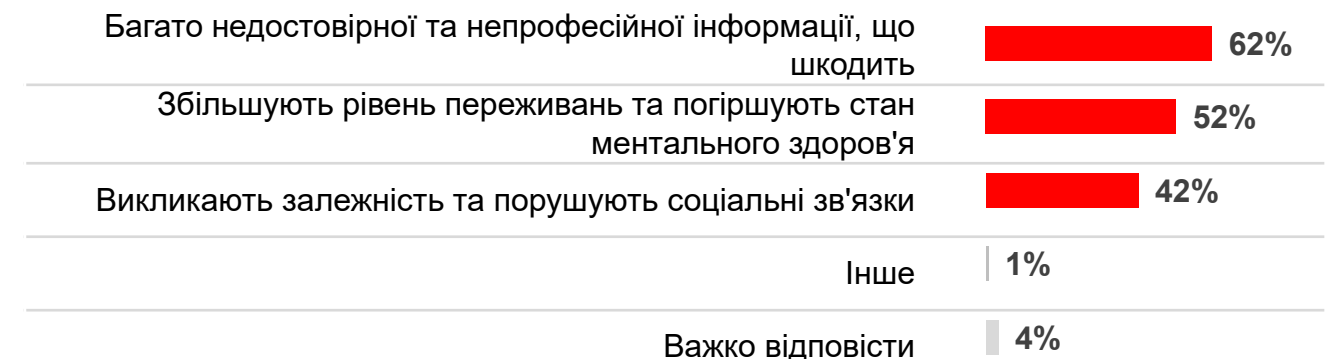 Багато недостовірної та непрофесійної інформації, що
шкодить
62%
Збільшують рівень переживань та погіршують стан
ментального здоров'я
52%
Викликають залежність та порушують соціальні зв'язки
42%
Інше
1%
Важко відповісти
4%